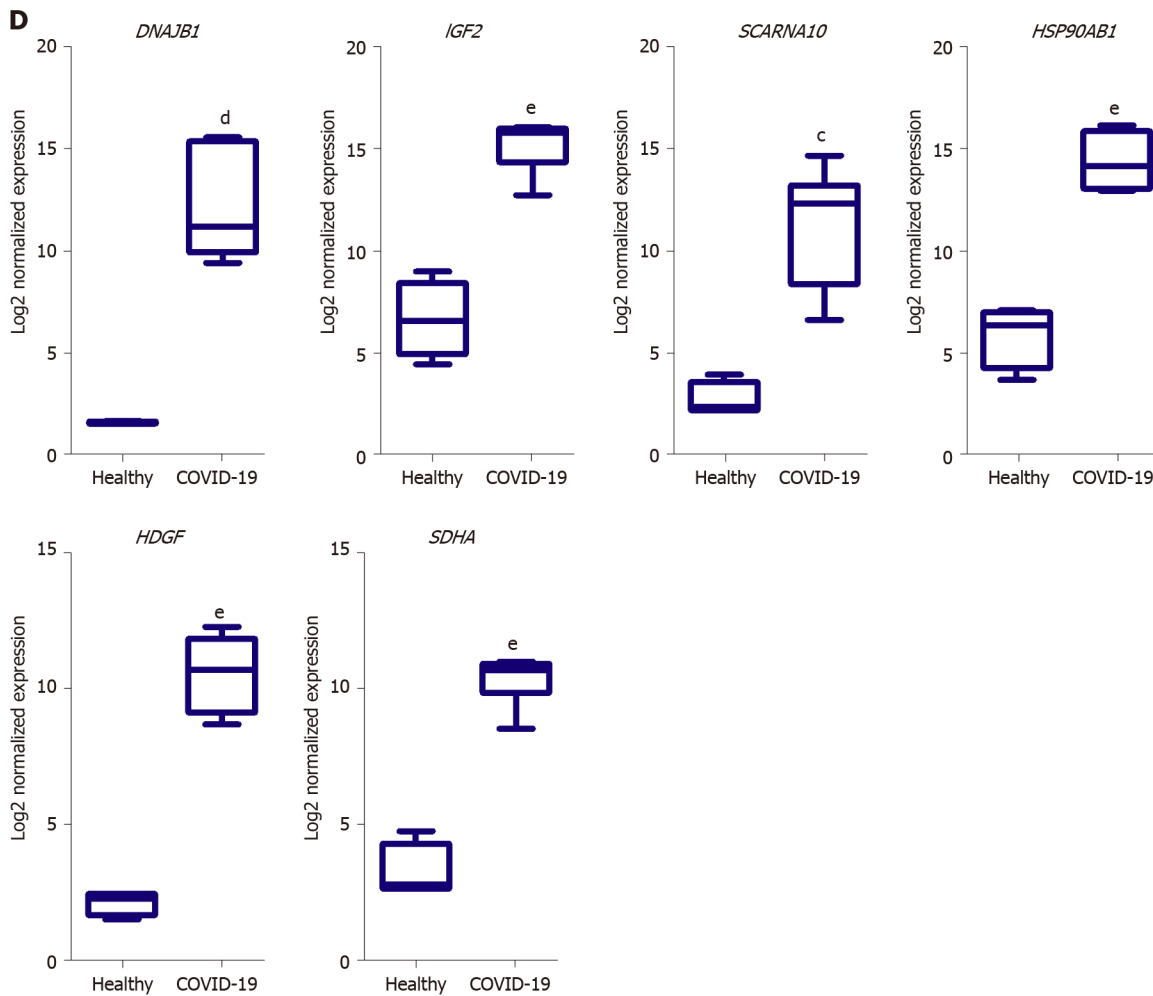 D
DNAJB1
IGF2
SCARNA10
HSP90AB1
Log2 normalized expression
20
15
10
5
0
d
Healthy
COVID-19
Log2 normalized expression
20
15
10
5
0
e
Healthy
COVID-19
Log2 normalized expression
20
15
10
5
0
c
Healthy
COVID-19
Log2 normalized expression
20
15
10
5
0
e
Healthy
COVID-19
HDGF
SDHA
Log2 normalized expression
15
10
5
0
e
Healthy
COVID-19
Log2 normalized expression
15
10
5
0
e
Healthy
COVID-19